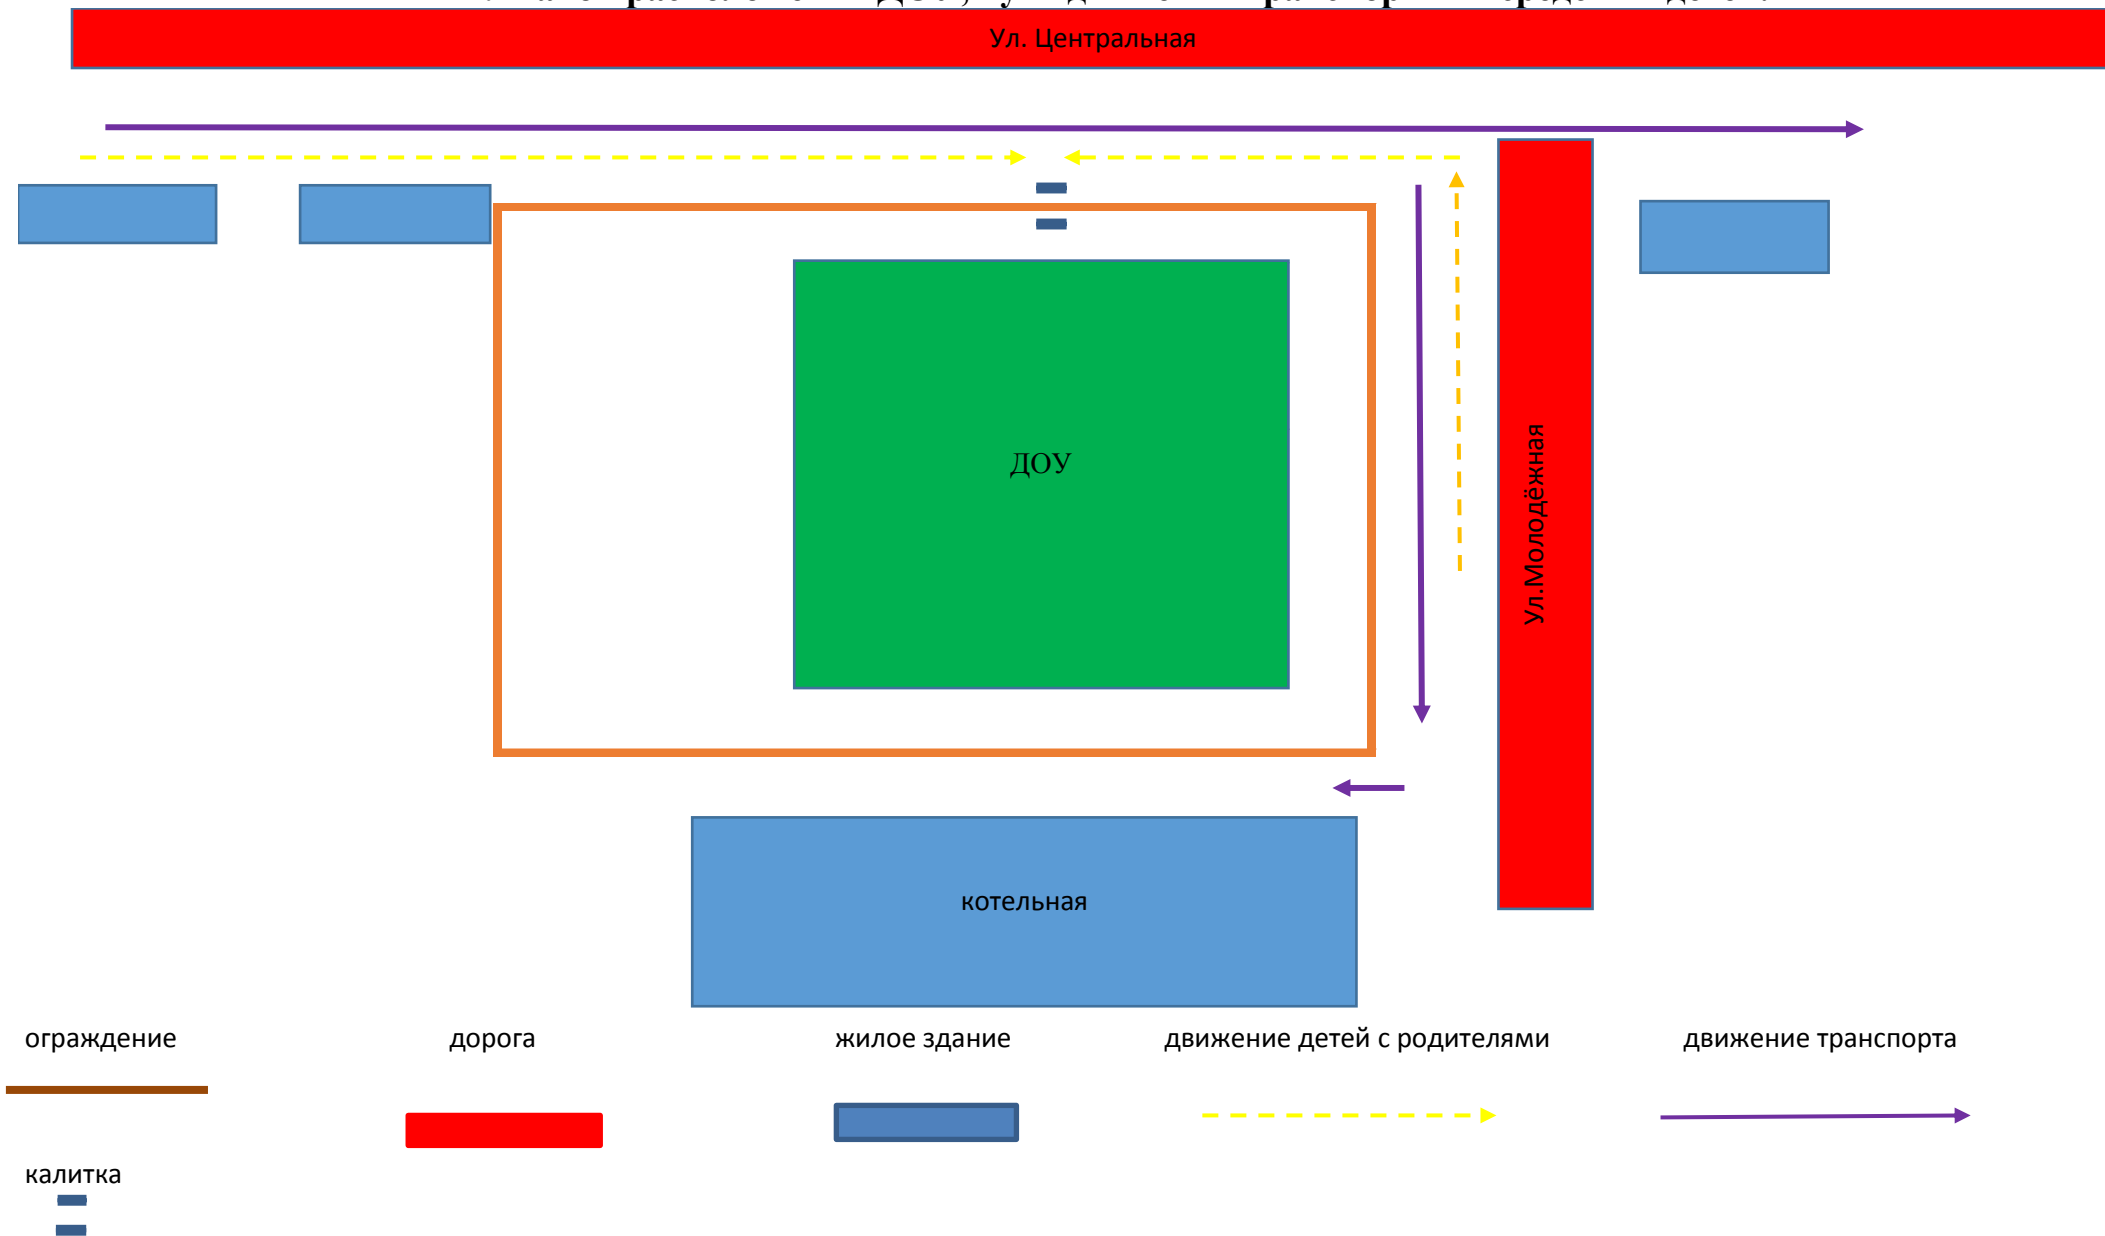 Ул. Центральная
ДОУ
Ул.Молодёжная
котельная
ограждение
дорога
жилое здание
движение детей с родителями
движение транспорта
калитка